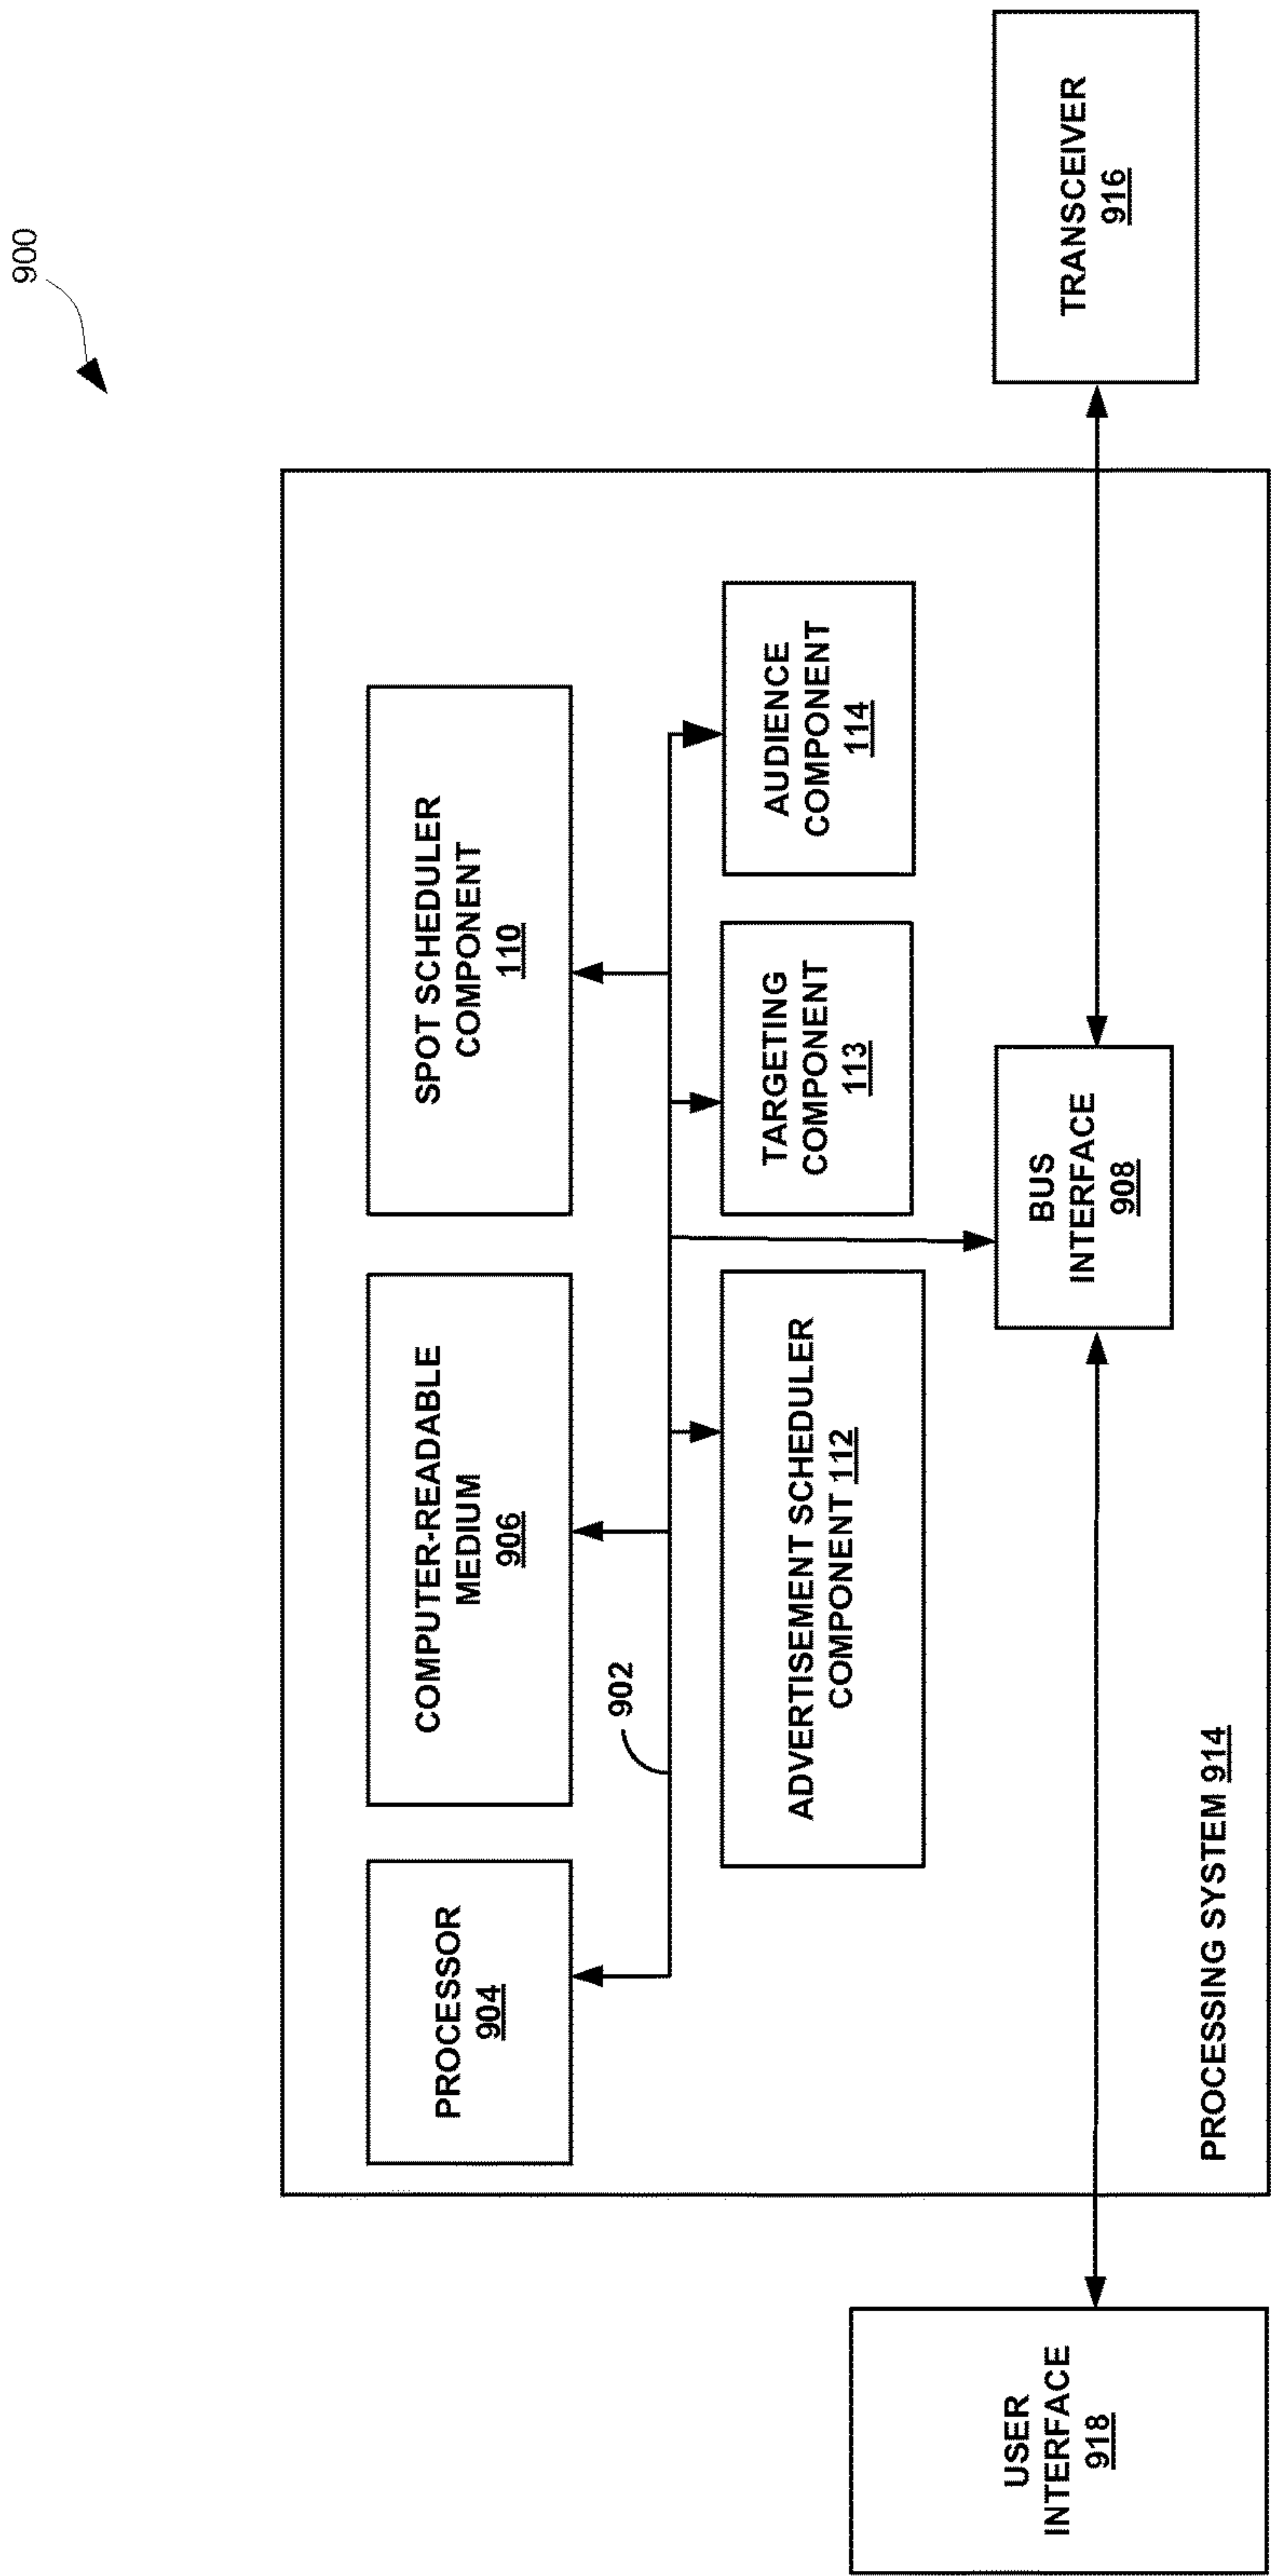 900
PROCESSOR
904
COMPUTER-READABLE
MEDIUM
906
SPOT SCHEDULER
COMPONENT
110
902
ADVERTISEMENT SCHEDULER
COMPONENT 112
TARGETING
COMPONENT
113
AUDIENCE
COMPONENT
114
USER
INTERFACE
918
BUS
INTERFACE
908
TRANSCEIVER
916
PROCESSING SYSTEM 914